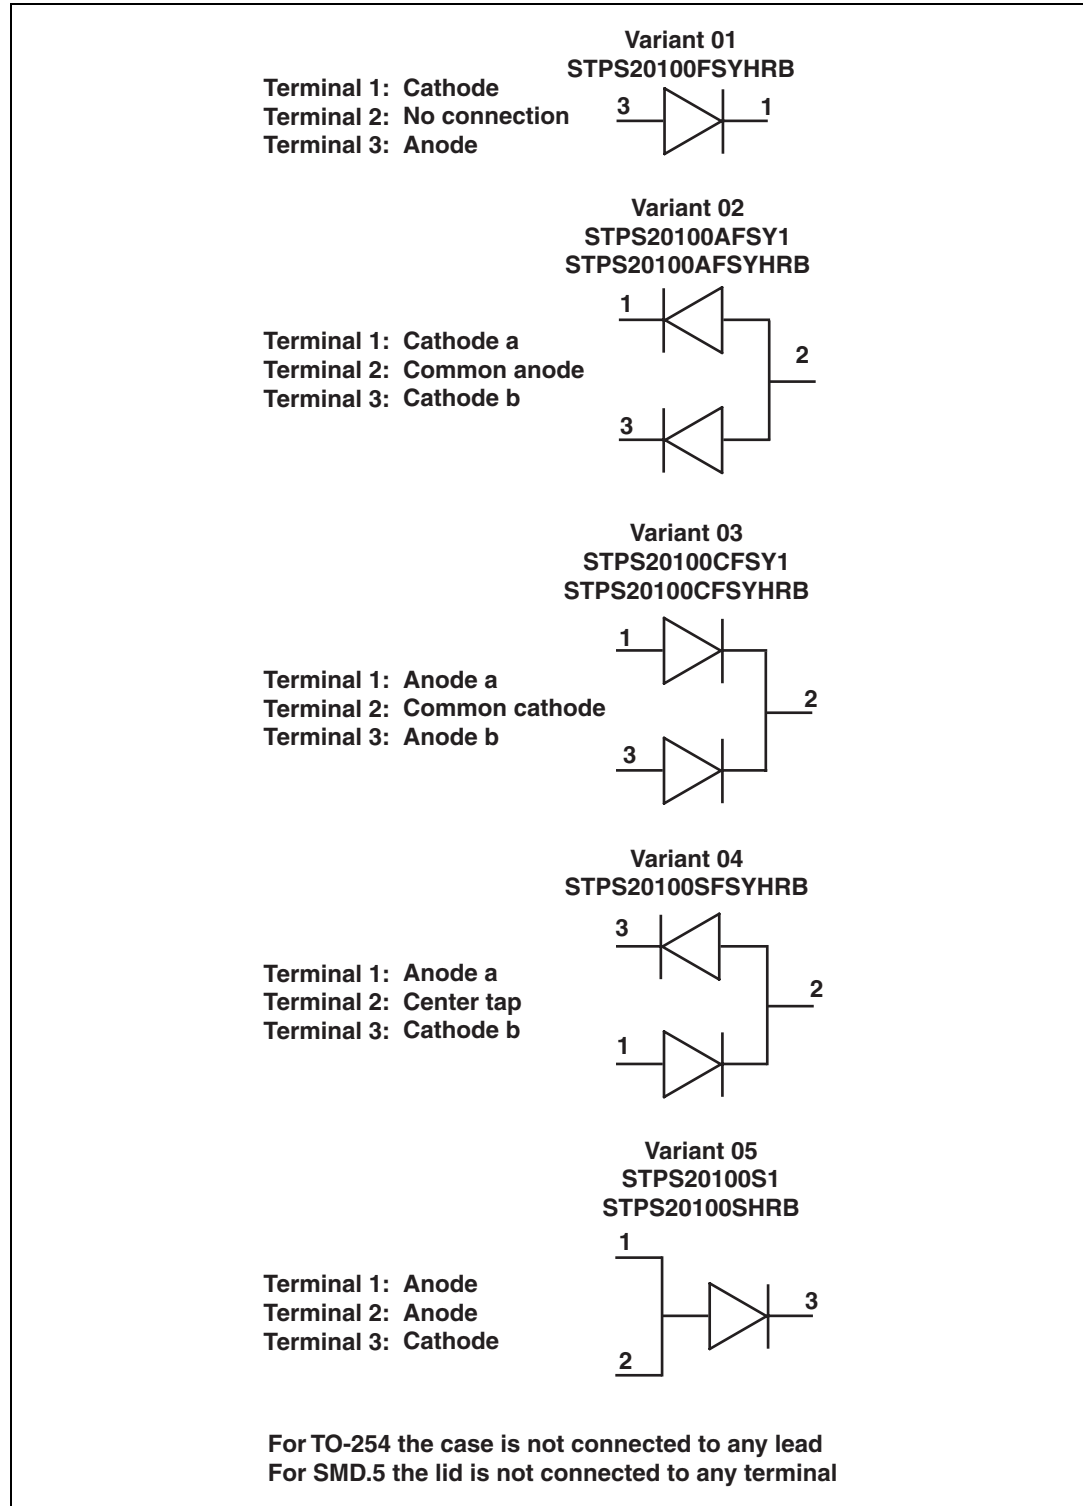 Variant 01
STPS20100FSYHRB
Terminal 1: Cathode
Terminal 2: No connection
Terminal 3: Anode
3
1
Variant 02
STPS20100AFSY1
STPS20100AFSYHRB
1
Terminal 1: Cathode a
Terminal 2: Common anode
Terminal 3: Cathode b
2
3
Variant 03
STPS20100CFSY1
STPS20100CFSYHRB
1
Terminal 1: Anode a
Terminal 2: Common cathode
Terminal 3: Anode b
2
3
Variant 04
STPS20100SFSYHRB
3
Terminal 1: Anode a
Terminal 2: Center tap
Terminal 3: Cathode b
2
1
Variant 05
STPS20100S1
STPS20100SHRB
1
Terminal 1: Anode
Terminal 2: Anode
Terminal 3: Cathode
3
2
For TO-254 the case is not connected to any lead
For SMD.5 the lid is not connected to any terminal